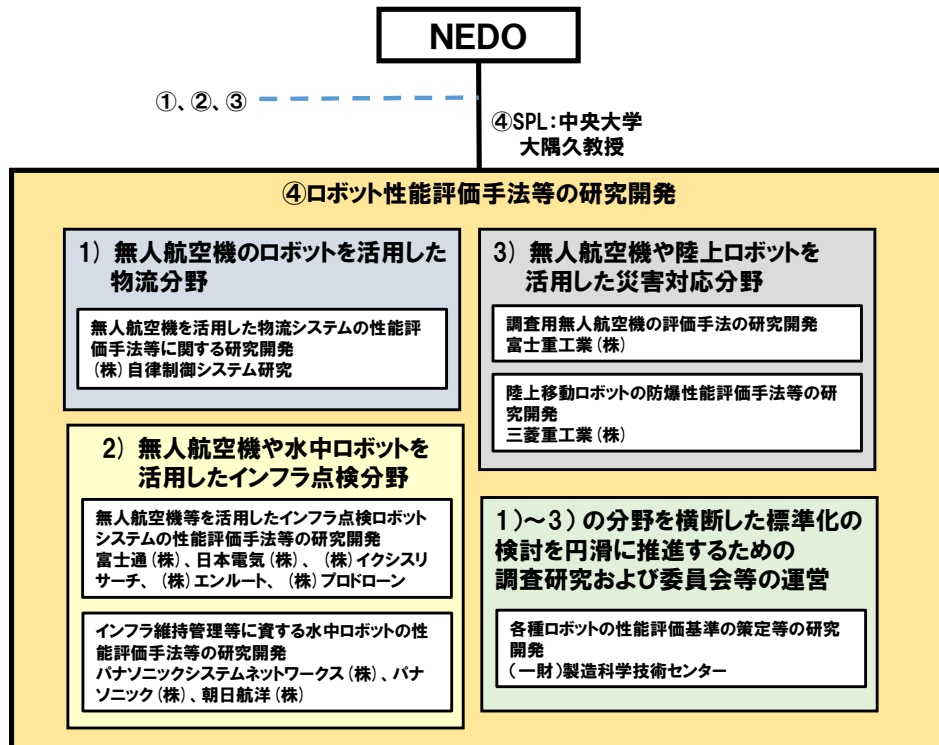 NEDO
①、②、③
④SPL:中央大学
大隅久教授
④ロボット性能評価手法等の研究開発
1) 無人航空機のロボットを活用した
物流分野
無人航空機を活用した物流システムの性能評
価手法等に関する研究開発
(株)自律制御システム研究
2) 無人航空機や水中ロボットを
活用したインフラ点検分野
無人航空機等を活用したインフラ点検ロボット
システムの性能評価手法等の研究開発
富士通(株)、日本電気(株)、 (株)イクシスリ
サーチ、 (株)エンルート、 (株)プロドローン
インフラ維持管理等に資する水中ロボットの性
能評価手法等の研究開発
パナソニックシステムネットワークス(株)、パナ
ソニック(株)、朝日航洋(株)
3) 無人航空機や陸上ロボットを
活用した災害対応分野
調査用無人航空機の評価手法の研究開発
富士重工業(株)
陸上移動ロボットの防爆性能評価手法等の研
究開発
三菱重工業(株)
1)~3)の分野を横断した標準化の
検討を円滑に推進するための
調査研究および委員会等の運営
各種ロボットの性能評価基準の策定等の研究
開発
(一財)製造科学技術センター